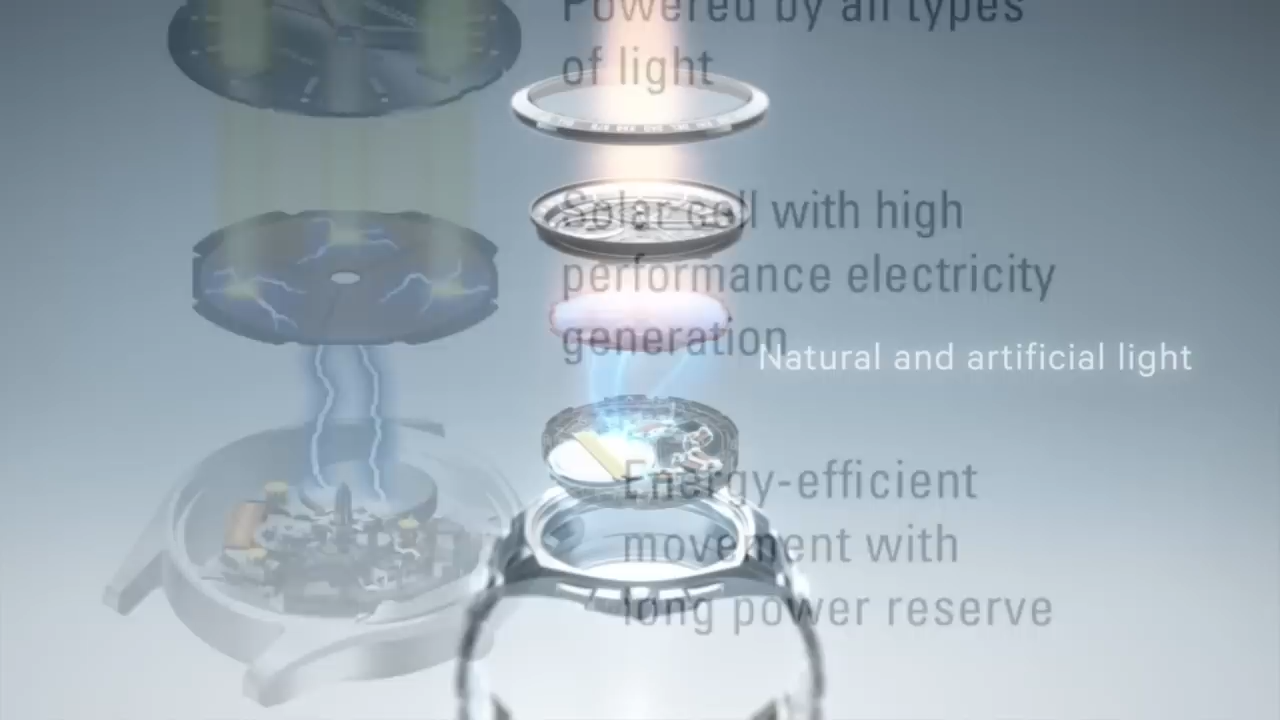 Powered by all types
of light
Solar cell with high
performance electricity
generation
Natural and artificial light
Energy-efficient
movement with
long power reserve